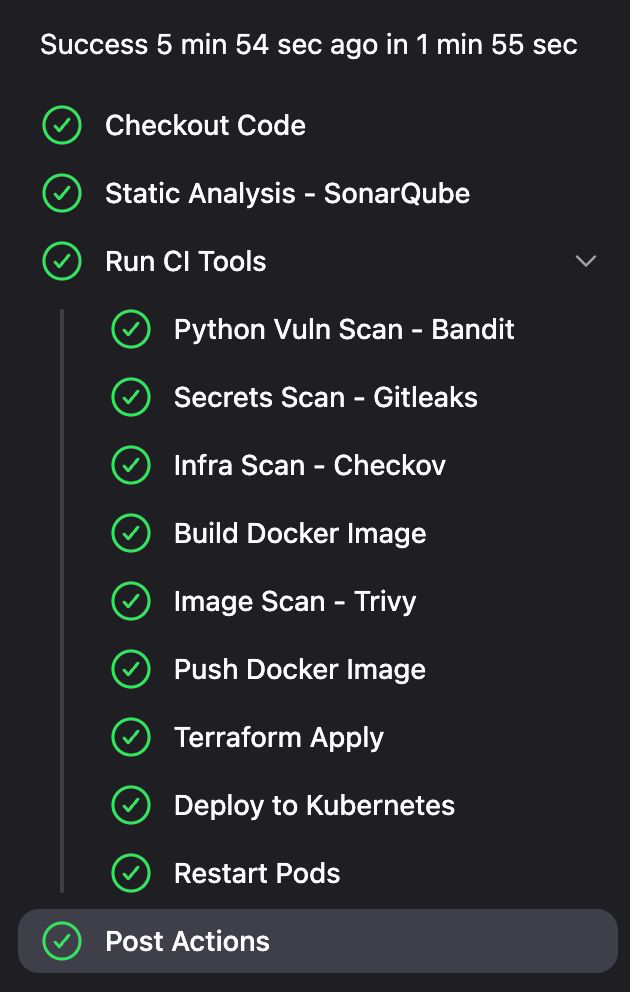 Success 5 min 54 sec ago in 1 min 55 sec
Checkout Code
Static Analysis - SonarQube
Run CI Tools
Python Vuln Scan - Bandit
Secrets Scan - Gitleaks
Infra Scan - Checkov
Build Docker Image
Image Scan - Trivy
Push Docker Image
Terraform Apply
Deploy to Kubernetes
Restart Pods
Post Actions